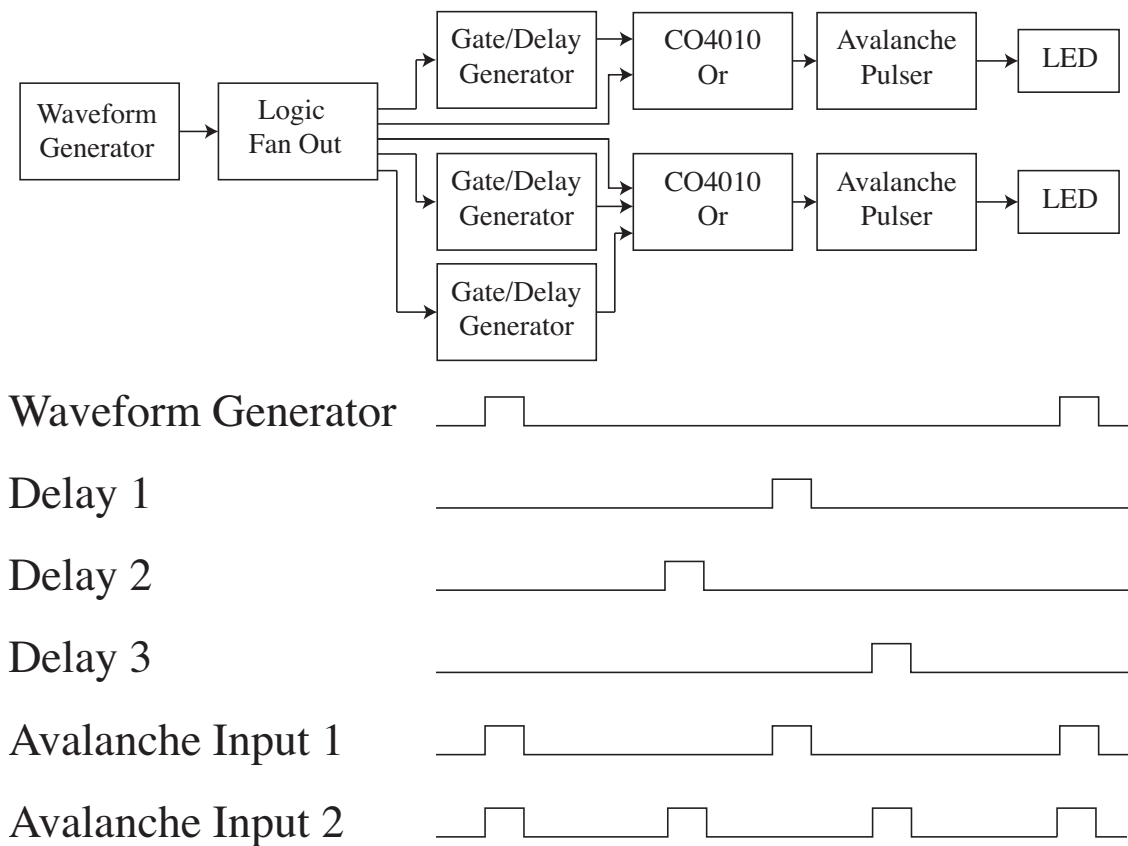 Gate/Delay
Generator
CO4010
Or
Avalanche
Pulser
LED
Waveform
Generator
Logic
Fan Out
Gate/Delay
Generator
CO4010
Or
Avalanche
Pulser
LED
Gate/Delay
Generator
Waveform Generator
Delay 1
Delay 2
Delay 3
Avalanche Input 1
Avalanche Input 2